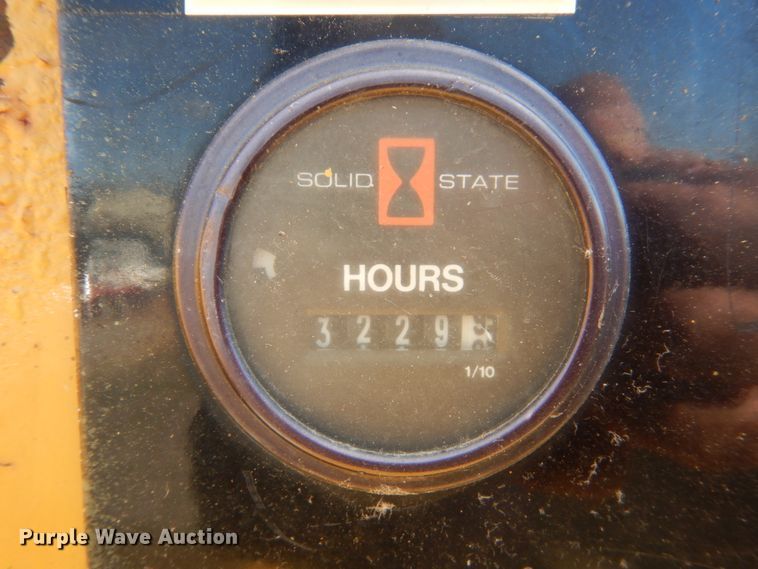 SOLID STATE
HOURS
3229
1/10
Purple Wave Auction